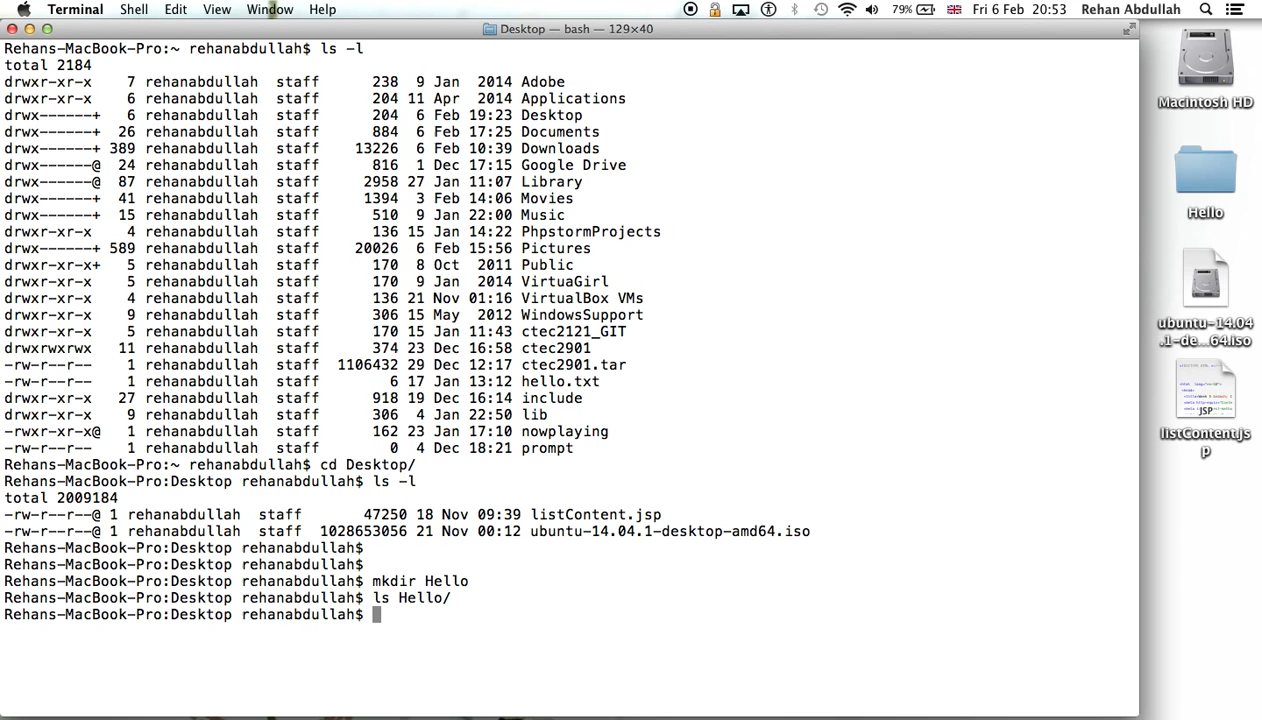 Terminal Shell Edit View Window Help 79% Fri 6 Feb 20:53 Rehan Abdullah
Desktop — bash — 129×40
Rehans-MacBook-Pro:~ rehanabdullah$ ls -l
total 2184
drwxr-xr-x 7 rehanabdullah staff 238 9 Jan 2014 Adobe
drwxr-xr-x 6 rehanabdullah staff 204 11 Apr 2014 Applications
drwx------+ 6 rehanabdullah staff 204 6 Feb 19:23 Desktop
drwx------+ 26 rehanabdullah staff 884 6 Feb 17:25 Documents
drwx------+ 389 rehanabdullah staff 13226 6 Feb 10:39 Downloads
drwx------@ 24 rehanabdullah staff 816 1 Dec 17:15 Google Drive
drwx------@ 87 rehanabdullah staff 2958 27 Jan 11:07 Library
drwx------+ 41 rehanabdullah staff 1394 3 Feb 14:06 Movies
drwx------+ 15 rehanabdullah staff 510 9 Jan 22:00 Music
drwxr-xr-x 4 rehanabdullah staff 136 15 Jan 14:22 PhpstormProjects
drwx------+ 589 rehanabdullah staff 20026 6 Feb 15:56 Pictures
drwxr-xr-x+ 5 rehanabdullah staff 170 8 Oct 2011 Public
drwxr-xr-x 5 rehanabdullah staff 170 9 Jan 2014 VirtuaGirl
drwxr-xr-x 4 rehanabdullah staff 136 21 Nov 01:16 VirtualBox VMs
drwxr-xr-x 9 rehanabdullah staff 306 15 May 2012 WindowsSupport
drwxr-xr-x 5 rehanabdullah staff 170 15 Jan 11:43 ctec2121_GIT
drwxrwxrwx 11 rehanabdullah staff 374 23 Dec 16:58 ctec2901
-rw-r--r-- 1 rehanabdullah staff 1106432 29 Dec 12:17 ctec2901.tar
-rw-r--r-- 1 rehanabdullah staff 6 17 Jan 13:12 hello.txt
drwxr-xr-x 27 rehanabdullah staff 918 19 Dec 16:14 include
drwxr-xr-x 9 rehanabdullah staff 306 4 Jan 22:50 lib
-rwxr-xr-x@ 1 rehanabdullah staff 162 23 Jan 17:10 nowplaying
-rw-r--r-- 1 rehanabdullah staff 0 4 Dec 18:21 prompt
Rehans-MacBook-Pro:~ rehanabdullah$ cd Desktop/
Rehans-MacBook-Pro:Desktop rehanabdullah$ ls -l
total 2009184
-rw-r--r--@ 1 rehanabdullah staff 47250 18 Nov 09:39 listContent.jsp
-rw-r--r--@ 1 rehanabdullah staff 1028653056 21 Nov 00:12 ubuntu-14.04.1-desktop-amd64.iso
Rehans-MacBook-Pro:Desktop rehanabdullah$
Rehans-MacBook-Pro:Desktop rehanabdullah$
Rehans-MacBook-Pro:Desktop rehanabdullah$ mkdir Hello
Rehans-MacBook-Pro:Desktop rehanabdullah$ ls Hello/
Rehans-MacBook-Pro:Desktop rehanabdullah$
Macintosh HD
Hello
ubuntu-14.04
.1-de...64.iso
JSP
listContent.js
p